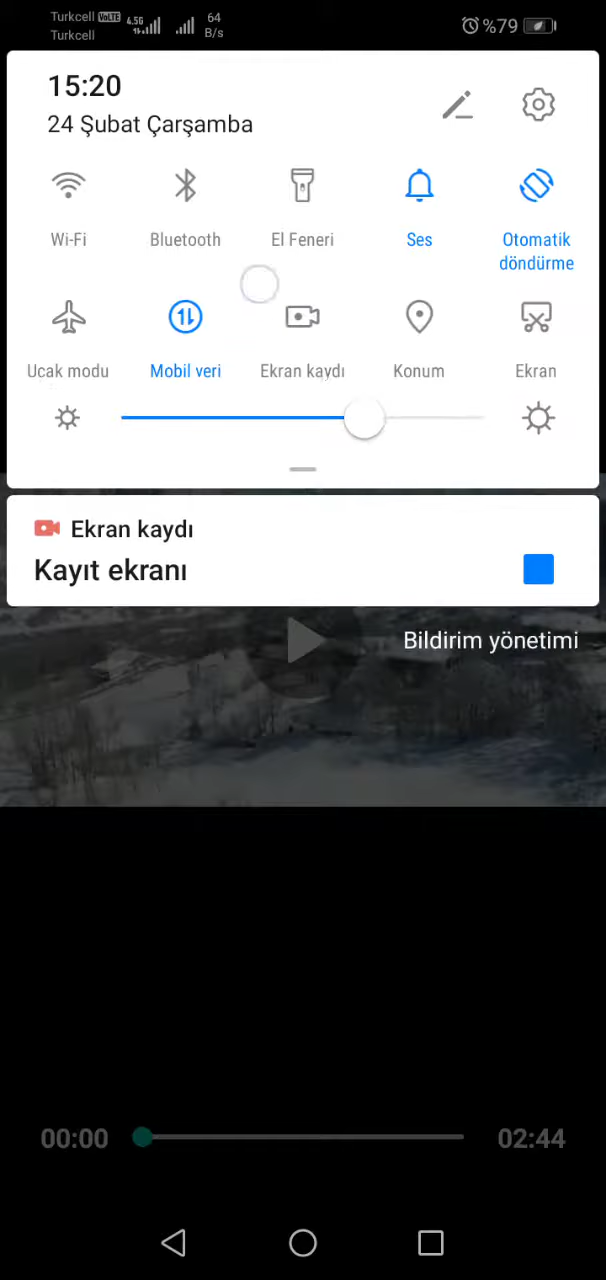 Turkcell VoLTE 4.5G 64 %79
Turkcell B/s
15:20
24 Şubat Çarşamba
Wi-Fi Bluetooth El Feneri Ses Otomatik
döndürme
Uçak modu Mobil veri Ekran kaydı Konum Ekran
Ekran kaydı
Kayıt ekranı
Bildirim yönetimi
00:00 02:44